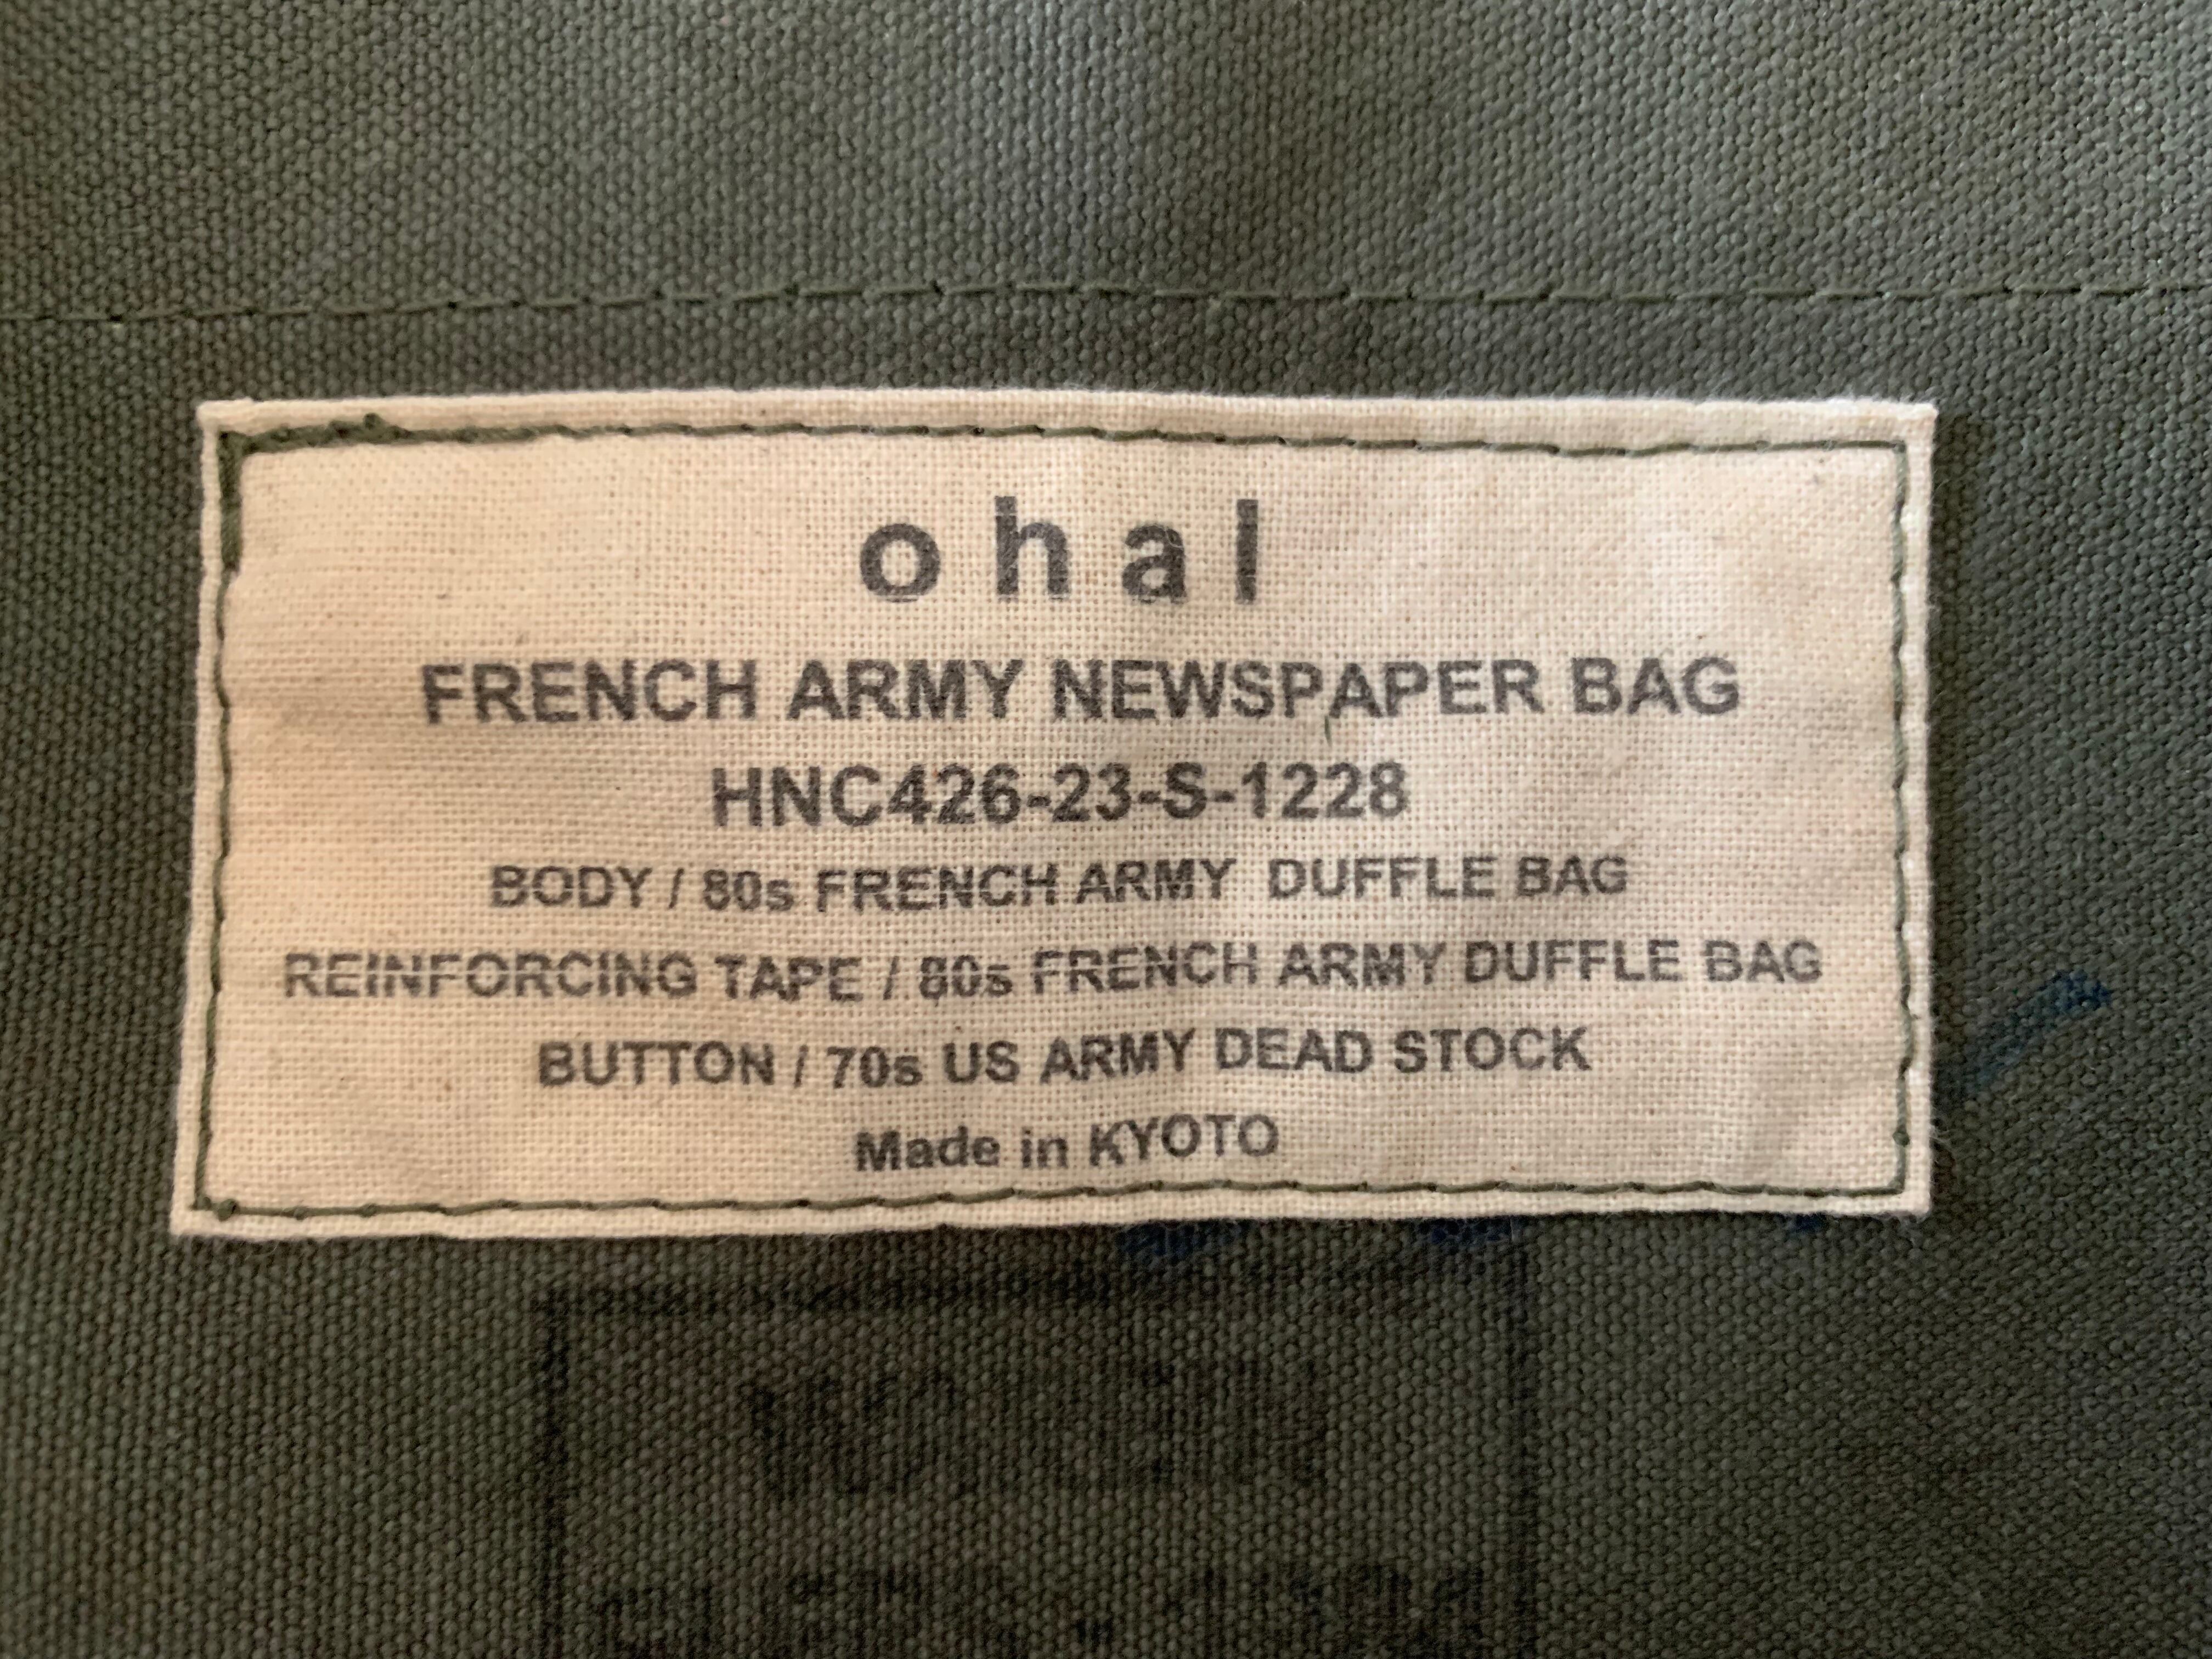 ohal
FRENCH ARMY NEWSPAPER BAG
HNC426-23-S-1228
BODY / 80s FRENCH ARMY DUFFLE BAG
REINFORCING TAPE / 80s FRENCH ARMY DUFFLE BAG
BUTTON / 70s US ARMY DEAD STOCK
Made in KYOTO